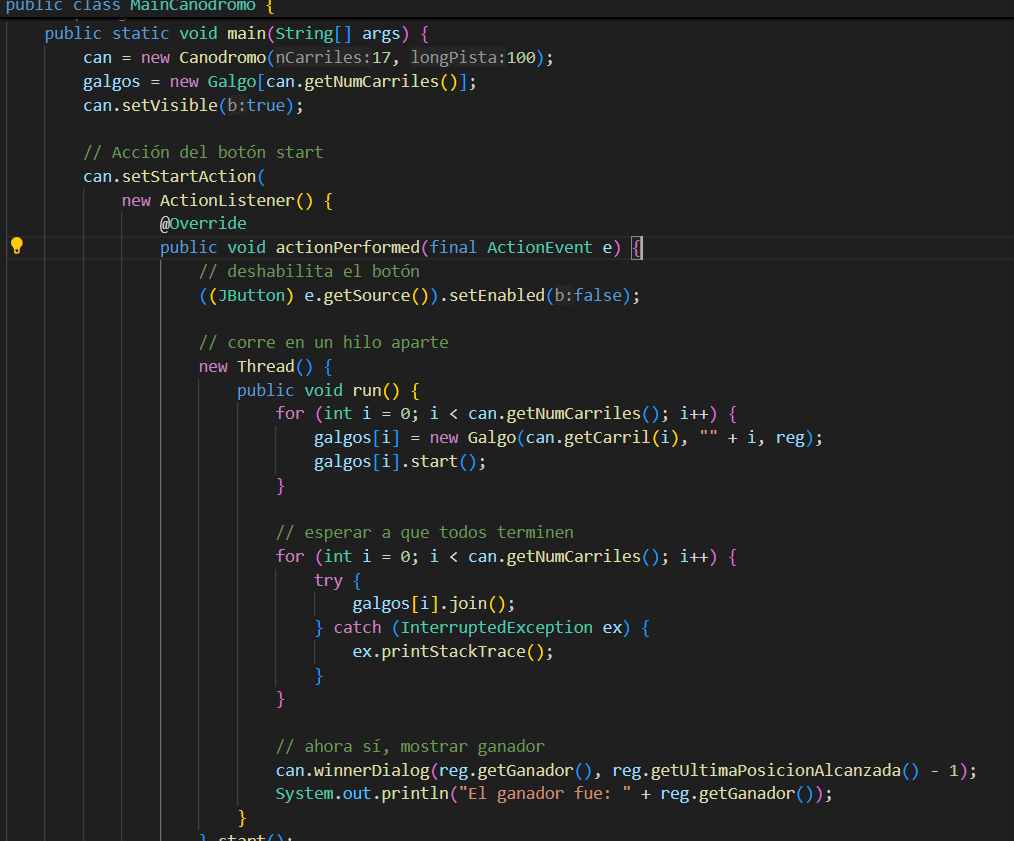 public class MainCanodromo {
public static void main(String[] args) {
can = new Canodromo(nCarriles:17, longPista:100);
galgos = new Galgo[can.getNumCarriles()];
can.setVisible(b:true);
// Acción del botón start
can.setStartAction(
new ActionListener() {
@Override
public void actionPerformed(final ActionEvent e) {
// deshabilita el botón
((JButton) e.getSource()).setEnabled(b:false);
// corre en un hilo aparte
new Thread() {
public void run() {
for (int i = 0; i < can.getNumCarriles(); i++) {
galgos[i] = new Galgo(can.getCarril(i), "" + i, reg);
galgos[i].start();
}
// esperar a que todos terminen
for (int i = 0; i < can.getNumCarriles(); i++) {
try {
galgos[i].join();
} catch (InterruptedException ex) {
ex.printStackTrace();
}
}
// ahora sí, mostrar ganador
can.winnerDialog(reg.getGanador(), reg.getUltimaPosicionAlcanzada() - 1);
System.out.println("El ganador fue: " + reg.getGanador());
}
}.start();